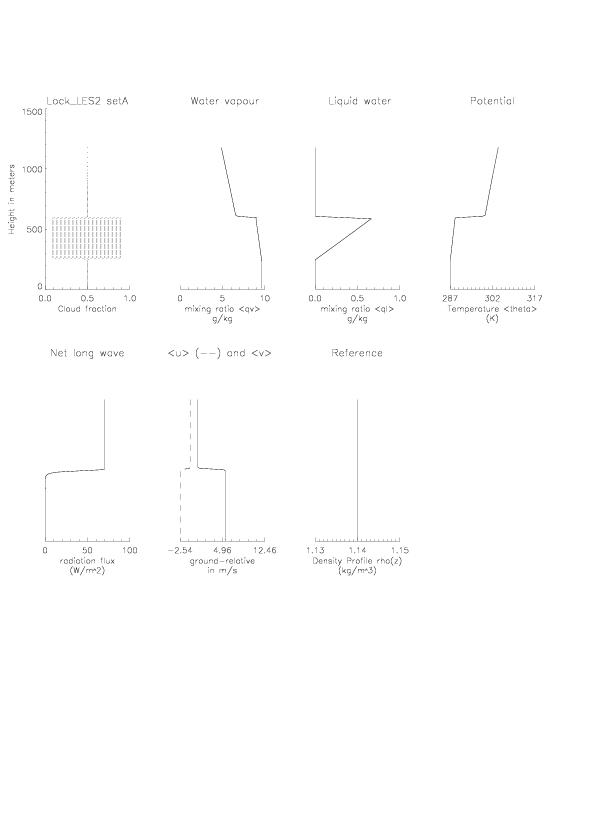 Lock_LES2 setA Water vapour Liquid water Potential
1500
1000
500
0
Height in meters
0.0 0.5 1.0 0 5 10 0.0 0.5 1.0 287 302 317
Cloud fraction mixing ratio <qv> mixing ratio <ql> Temperature <theta>
g/kg g/kg (K)
Net long wave <u> (--) and <v> Reference
0 50 100 -2.54 4.96 12.46 1.13 1.14 1.15
radiation flux ground-relative Density Profile rho(z)
(W/m^2) in m/s (kg/m^3)